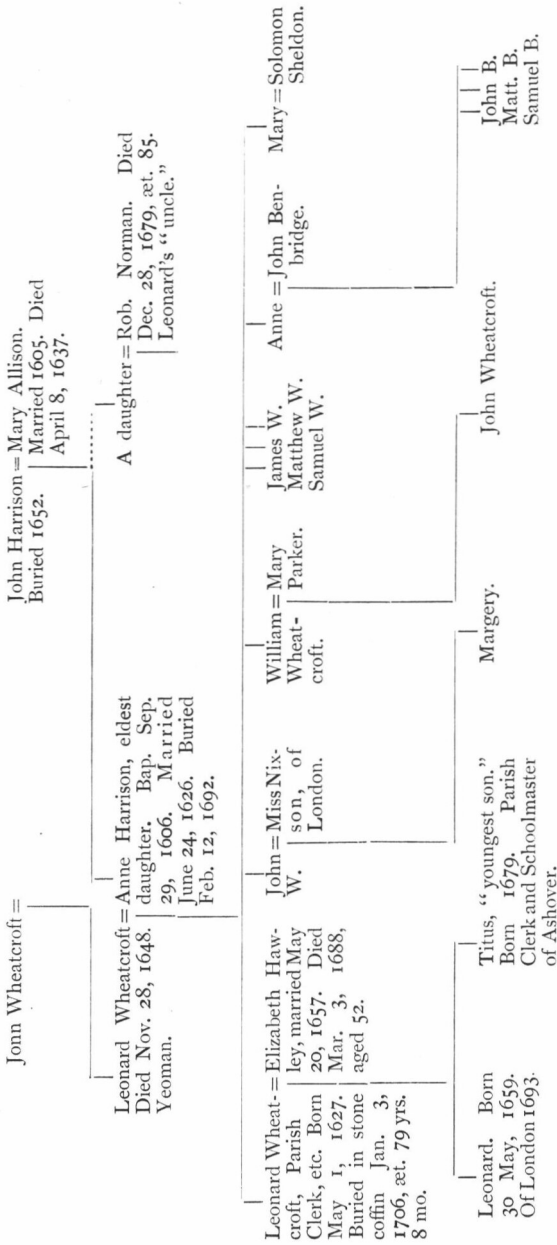 Jonn Wheatcroft =
John Harrison = Mary Allison.
Buried 1652.
Married 1605. Died
April 8, 1637.
Leonard Wheatcroft =
Died Nov. 28, 1648.
Yeoman.
Anne Harrison, eldest
daughter. Bap. Sep.
29, 1606. Married
June 24, 1626. Buried
Feb. 12, 1692.
A daughter = Rob. Norman. Died
Dec. 28, 1679, æt. 85.
Leonard's "uncle."
Leonard Wheat- =
croft, Parish
Clerk, etc. Born
May 1, 1627.
Buried in stone
coffin Jan. 3,
1706, æt. 79 yrs.
8 mo.
Elizabeth Haw-
ley, married May
20, 1657. Died
Mar. 3, 1688,
aged 52.
John =
W.
Miss Nix-
son, of
London.
William =
Wheat-
croft.
Mary
Parker.
James W.
Matthew W.
Samuel W.
Anne = John Ben-
bridge.
Mary = Solomon
Sheldon.
Leonard. Born
30 May, 1659.
Of London 1693.
Titus, "youngest son."
Born 1679. Parish
Clerk and Schoolmaster
of Ashover.
Margery.
John Wheatcroft.
John B.
Matt. B.
Samuel B.